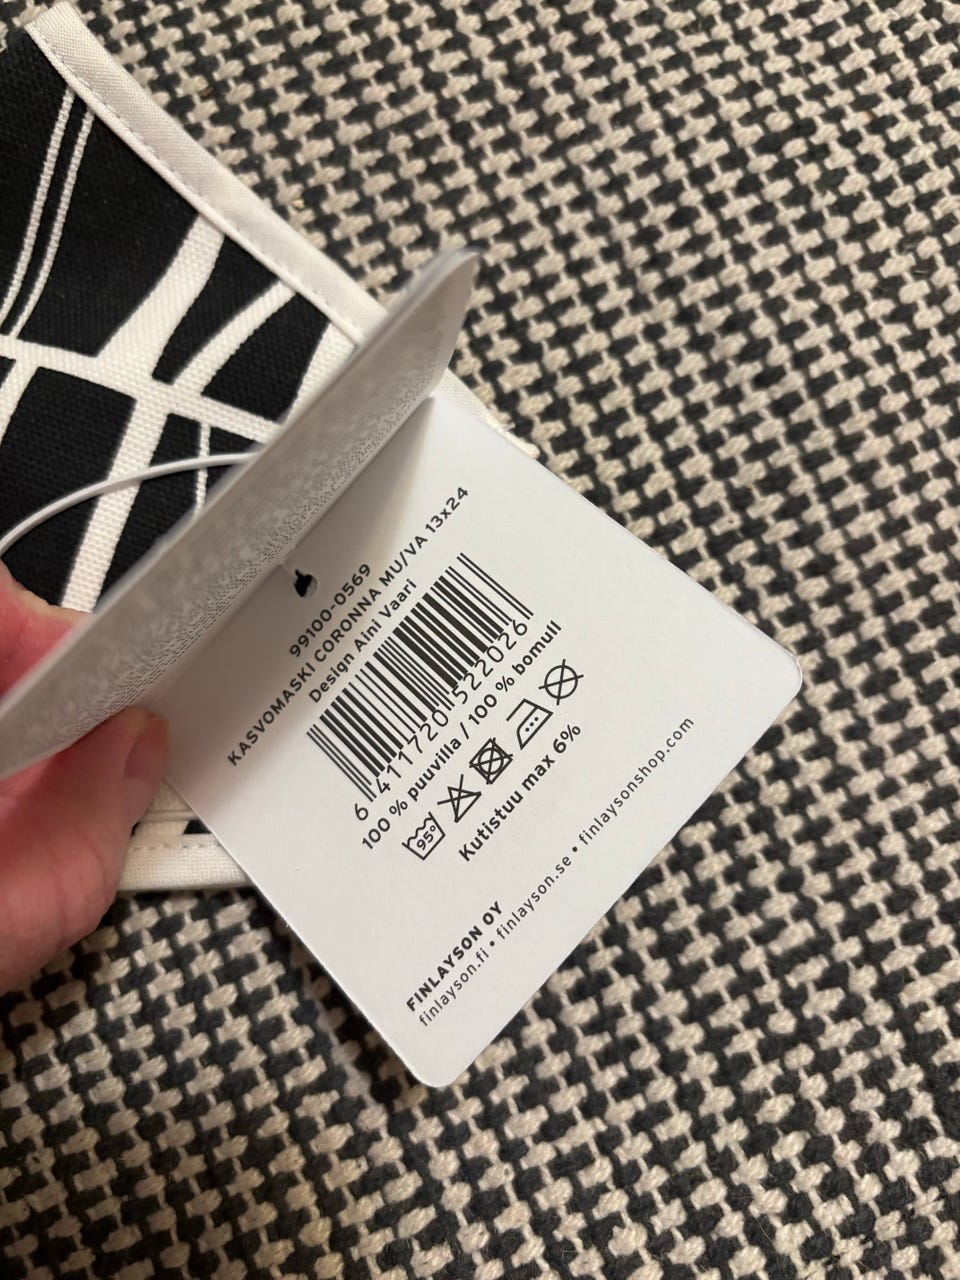 99100-0569
KASVOMASKI CORONNA MU/VA 13x24
Design Aini Vaari
6 411720 522026
100 % puuvilla / 100 % bomull
95°
Kutistuu max 6%
FINLAYSON OY
finlayson.fi • finlayson.se • finlaysonshop.com